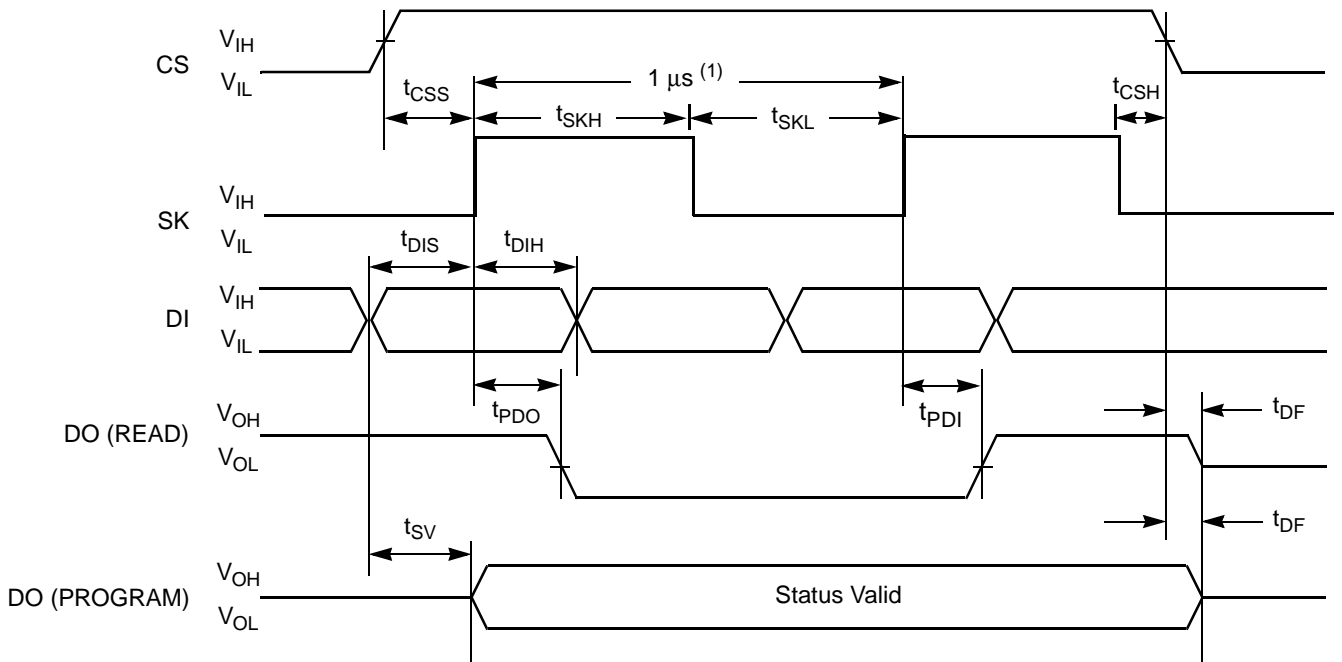 CS
V_IH
V_IL
t_CSS
1 μs (1)
t_SKH
t_SKL
t_CSH
SK
V_IH
V_IL
t_DIS
t_DIH
DI
V_IH
V_IL
t_PDO
t_PDI
t_DF
DO (READ)
V_OH
V_OL
t_SV
t_DF
DO (PROGRAM)
V_OH
V_OL
Status Valid